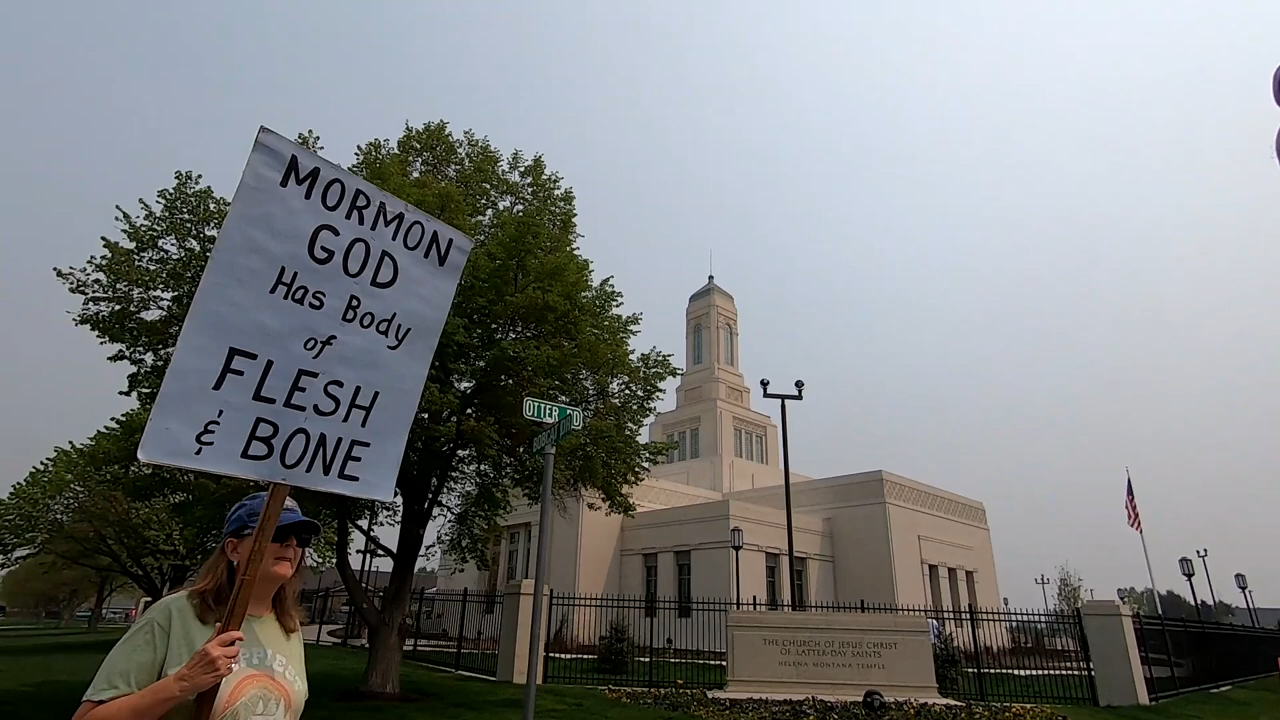 MORMON
GOD
Has Body
of
FLESH
& BONE
OTTER RD
THE CHURCH OF JESUS CHRIST
OF LATTER-DAY SAINTS
HELENA MONTANA TEMPLE